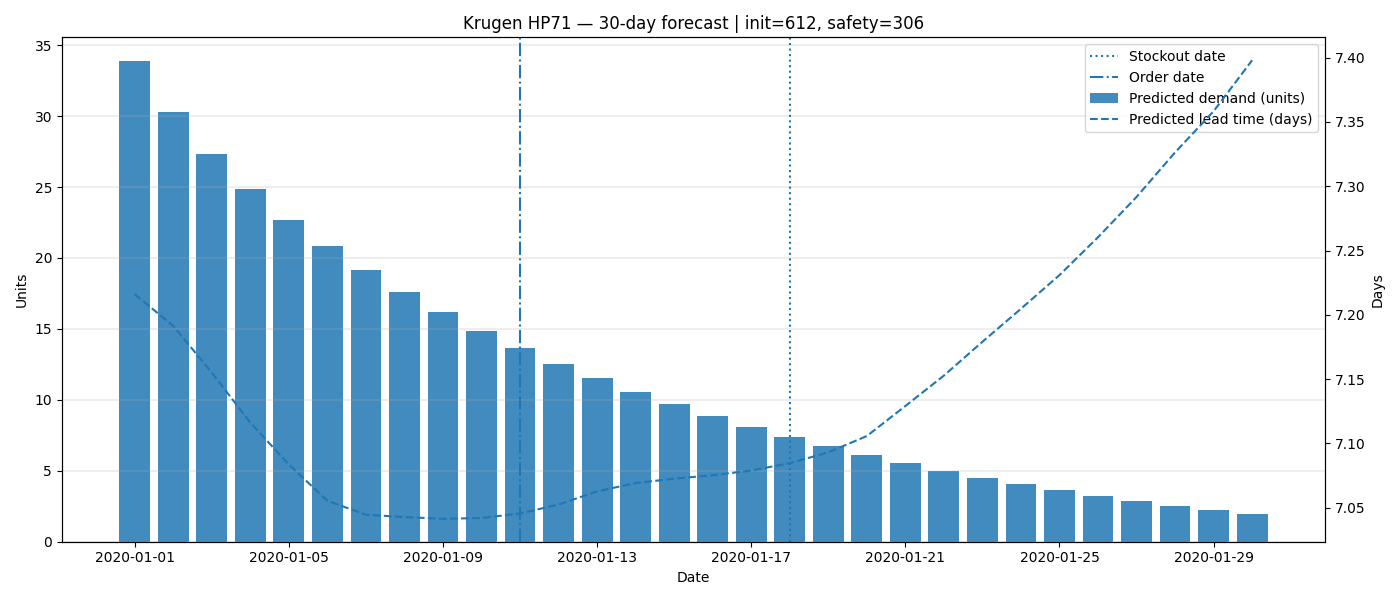 Krugen HP71 — 30-day forecast | init=612, safety=306
Units
35
30
25
20
15
10
5
0
Stockout date
Order date
Predicted demand (units)
Predicted lead time (days)
7.40
7.35
7.30
7.25
7.20
7.15
7.10
7.05
Days
2020-01-01 2020-01-05 2020-01-09 2020-01-13 2020-01-17 2020-01-21 2020-01-25 2020-01-29
Date